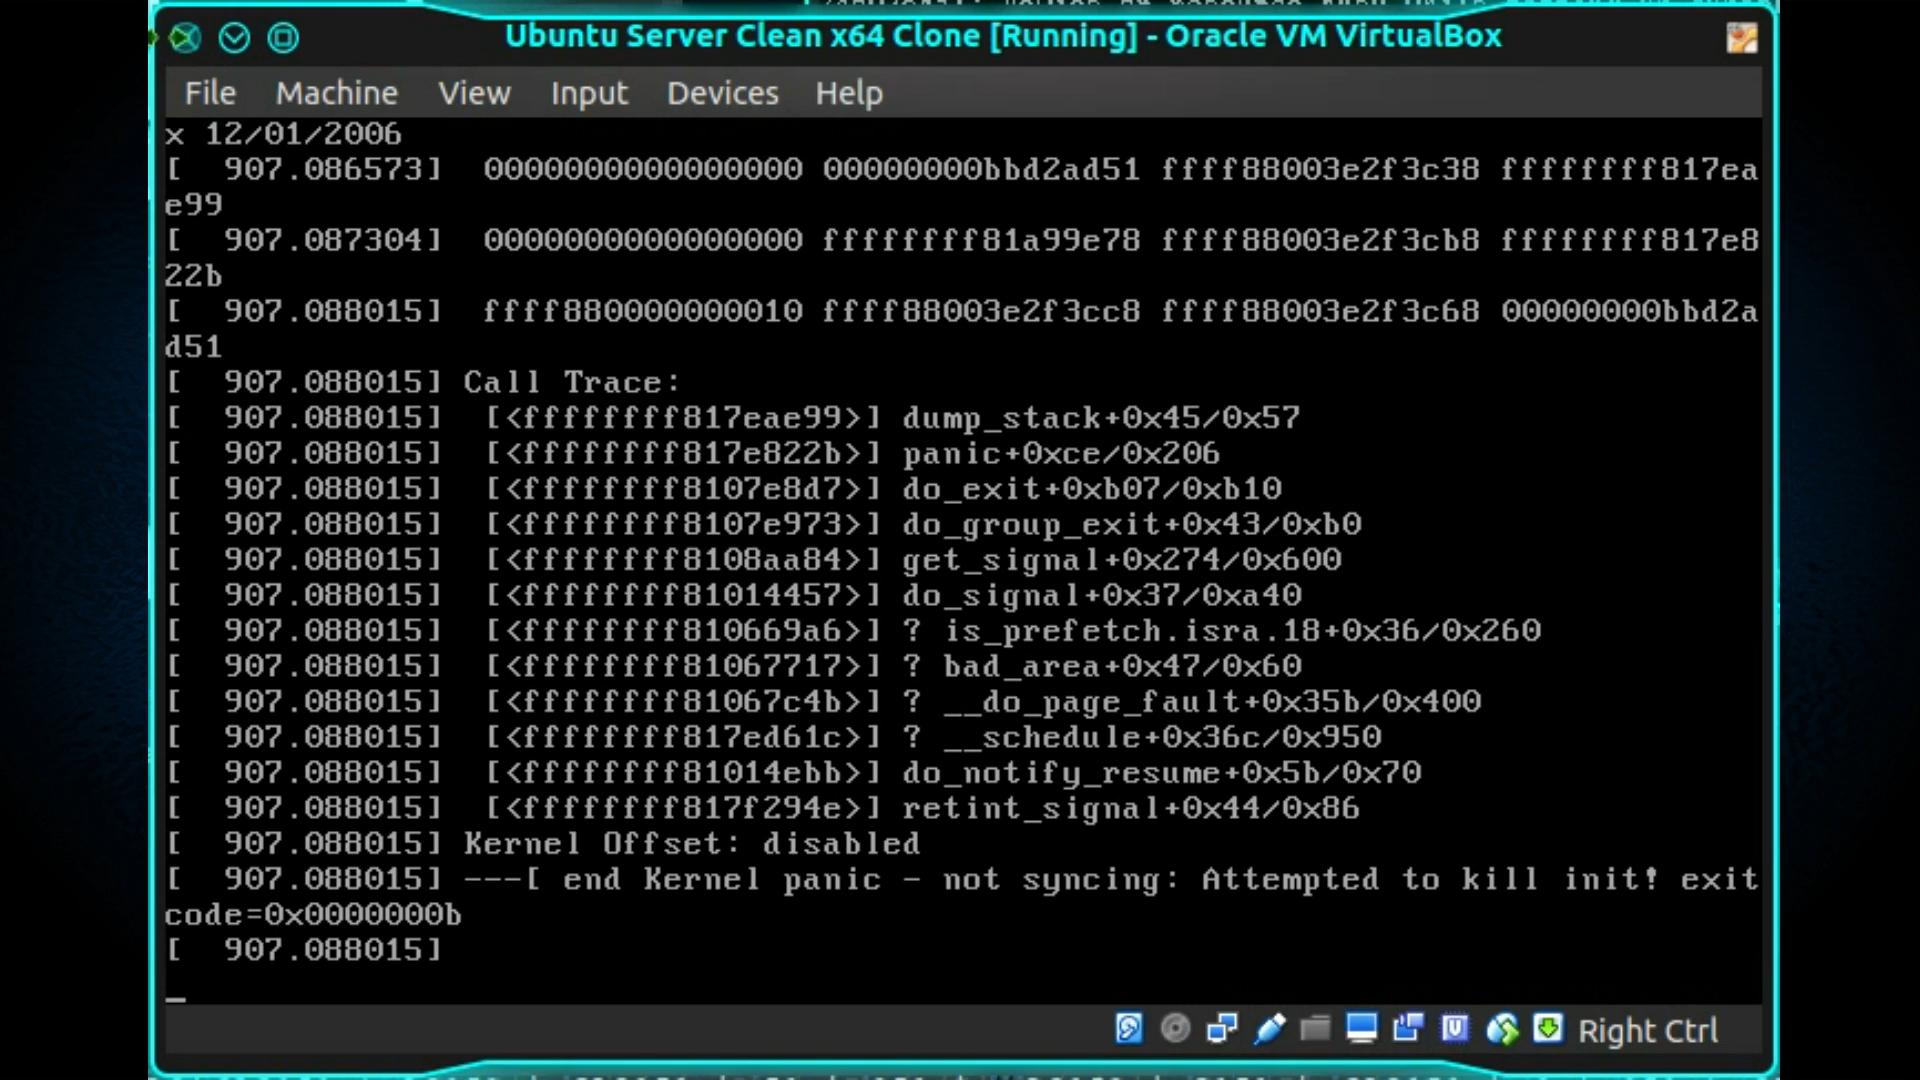 Ubuntu Server Clean x64 Clone [Running] - Oracle VM VirtualBox
File Machine View Input Devices Help
x 12/01/2006
[  907.086573]  0000000000000000 00000000bbd2ad51 ffff88003e2f3c38 ffffffff817ea
e99
[  907.087304]  0000000000000000 ffffffff81a99e78 ffff88003e2f3cb8 ffffffff817e8
22b
[  907.088015]  ffff880000000010 ffff88003e2f3cc8 ffff88003e2f3c68 00000000bbd2a
d51
[  907.088015] Call Trace:
[  907.088015]  [<ffffffff817eae99>] dump_stack+0x45/0x57
[  907.088015]  [<ffffffff817e822b>] panic+0xce/0x206
[  907.088015]  [<ffffffff8107e8d7>] do_exit+0xb07/0xb10
[  907.088015]  [<ffffffff8107e973>] do_group_exit+0x43/0xb0
[  907.088015]  [<ffffffff8108aa84>] get_signal+0x274/0x600
[  907.088015]  [<ffffffff81014457>] do_signal+0x37/0xa40
[  907.088015]  [<ffffffff810669a6>] ? is_prefetch.isra.18+0x36/0x260
[  907.088015]  [<ffffffff81067717>] ? bad_area+0x47/0x60
[  907.088015]  [<ffffffff81067c4b>] ? __do_page_fault+0x35b/0x400
[  907.088015]  [<ffffffff817ed61c>] ? __schedule+0x36c/0x950
[  907.088015]  [<ffffffff81014ebb>] do_notify_resume+0x5b/0x70
[  907.088015]  [<ffffffff817f294e>] retint_signal+0x44/0x86
[  907.088015] Kernel Offset: disabled
[  907.088015] ---[ end Kernel panic - not syncing: Attempted to kill init! exit
code=0x0000000b
[  907.088015]
_
Right Ctrl